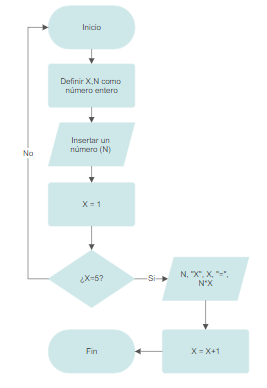 Inicio
Definir X,N como
número entero
Insertar un
número (N)
X = 1
No
¿X=5?
Si
N, "X", X, "=",
N*X
Fin
X = X+1